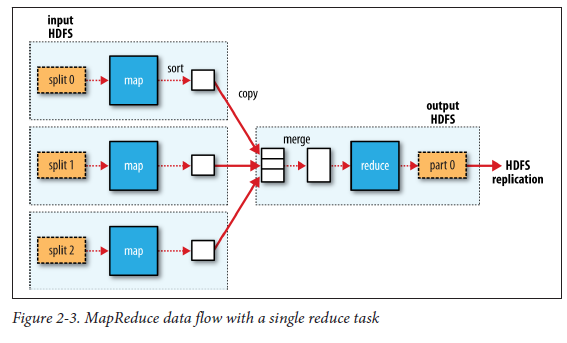 input
HDFS
split 0
map
sort
copy
split 1
map
split 2
map
merge
reduce
output
HDFS
part 0
HDFS
replication
Figure 2-3. MapReduce data flow with a single reduce task